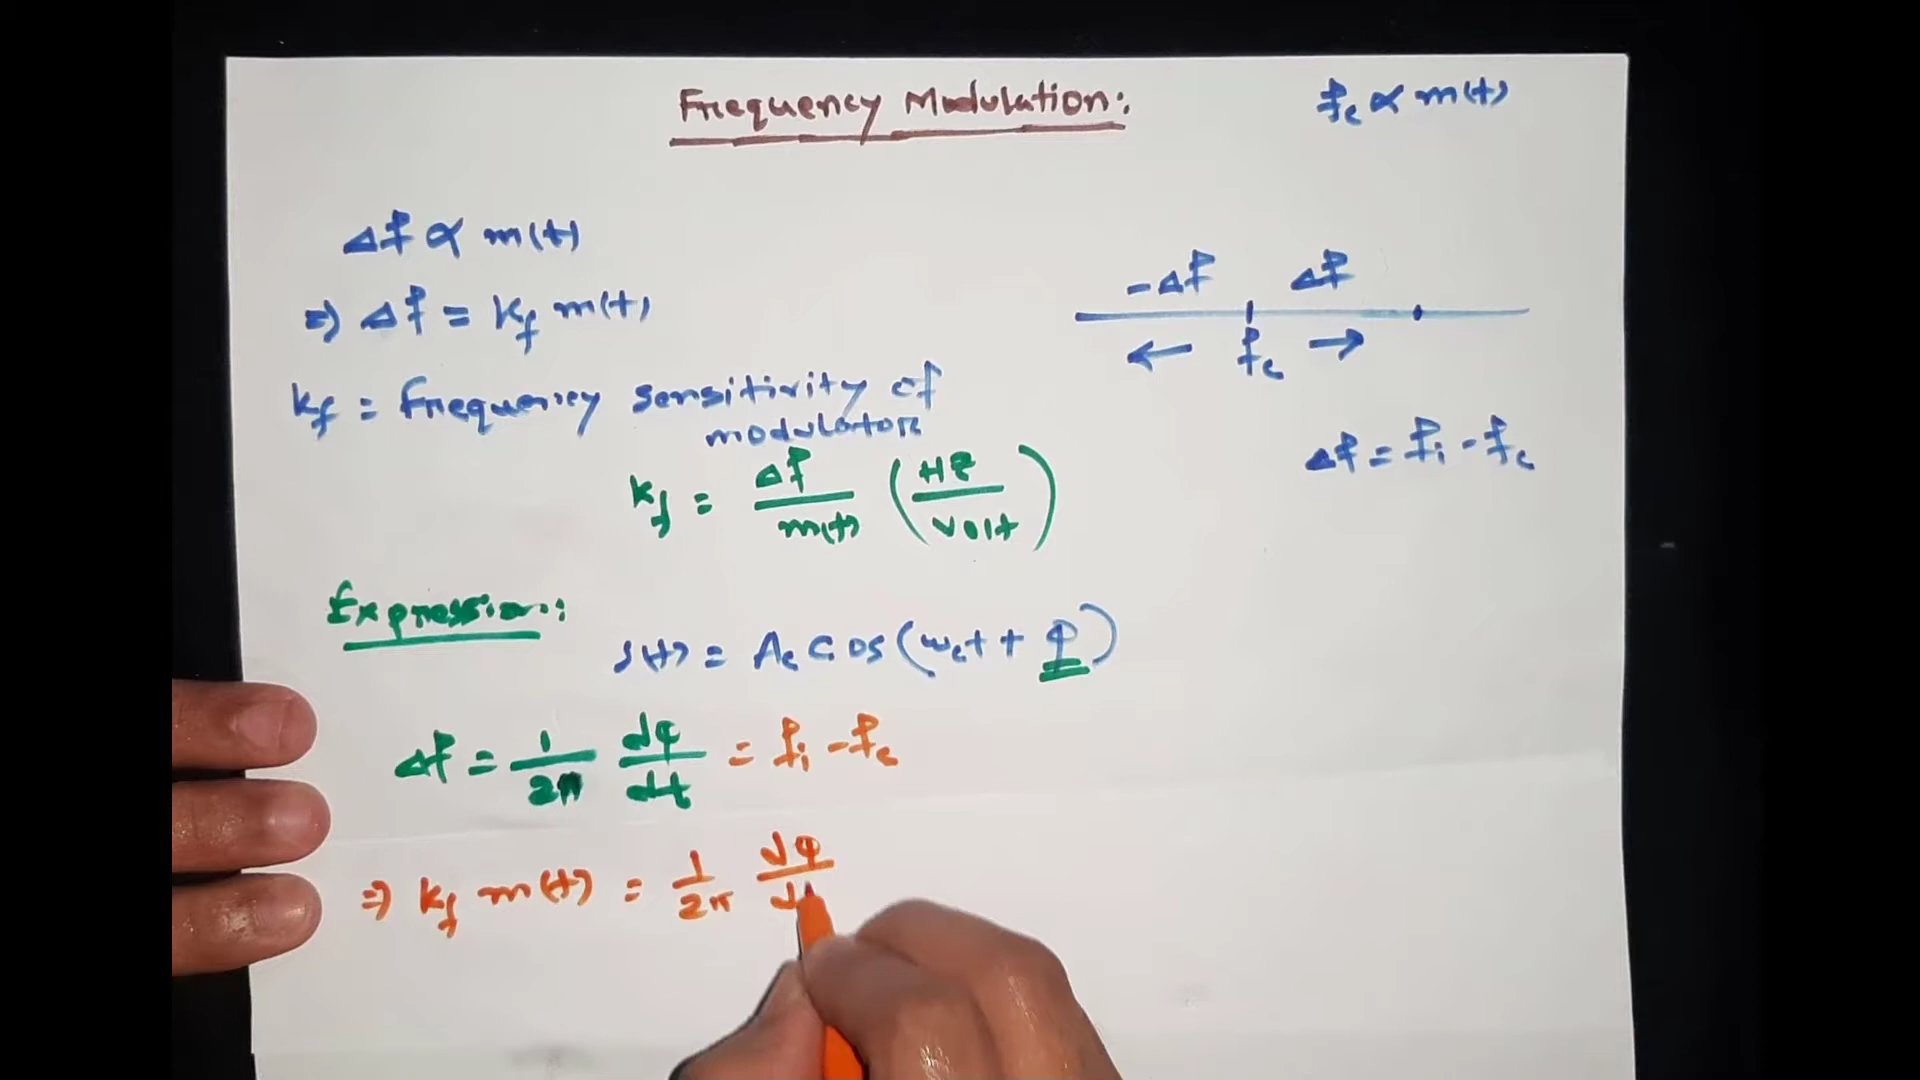 Frequency Modulation:
fc ∝ m(t)
Δf ∝ m(t)
⇒ Δf = kf m(t)
-Δf Δf
← fc →
kf = Frequency sensitivity of
modulator
Δf = fi - fc
kf = Δf/m(t) (HZ/volt)
Expression:
s(t) = Ac Cos(ωct + φ)
Δf = 1/2π dφ/dt = fi - fc
⇒ kf m(t) = 1/2π dφ/dt